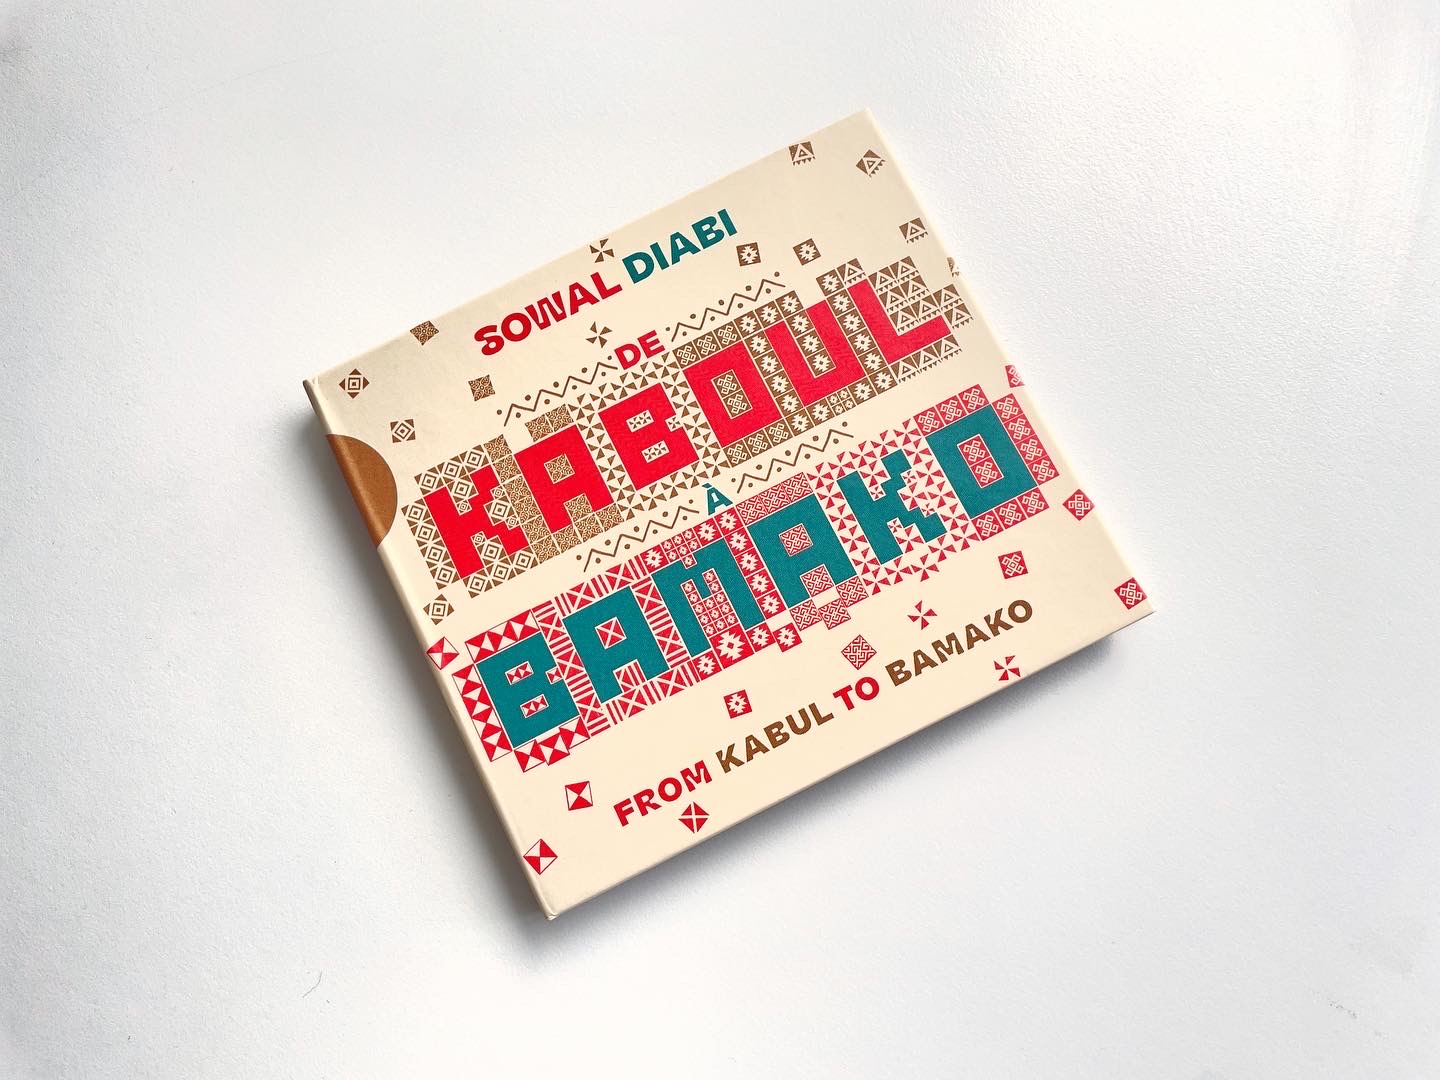 SOWAL DIABI
DE
KABOUL
À
BAMAKO
FROM KABUL TO BAMAKO